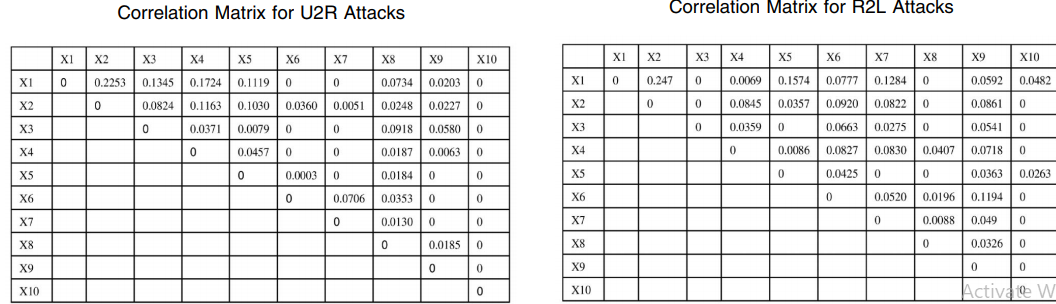 Correlation Matrix for U2R Attacks
X1 X2 X3 X4 X5 X6 X7 X8 X9 X10
X1 0 0.2253 0.1345 0.1724 0.1119 0 0 0.0734 0.0203 0
X2 0 0.0824 0.1163 0.1030 0.0360 0.0051 0.0248 0.0227 0
X3 0 0.0371 0.0079 0 0 0.0918 0.0580 0
X4 0 0.0457 0 0 0.0187 0.0063 0
X5 0 0.0003 0 0.0184 0 0
X6 0 0.0706 0.0353 0 0
X7 0 0.0130 0 0
X8 0 0.0185 0
X9 0 0
X10 0
Correlation Matrix for R2L Attacks
X1 X2 X3 X4 X5 X6 X7 X8 X9 X10
X1 0 0.247 0 0.0069 0.1574 0.0777 0.1284 0 0.0592 0.0482
X2 0 0 0.0845 0.0357 0.0920 0.0822 0 0.0861 0
X3 0 0.0359 0 0.0663 0.0275 0 0.0541 0
X4 0 0.0086 0.0827 0.0830 0.0407 0.0718 0
X5 0 0.0425 0 0 0.0363 0.0263
X6 0 0.0520 0.0196 0.1194 0
X7 0 0.0088 0.049 0
X8 0 0.0326 0
X9 0 0
X10 0
Activate W